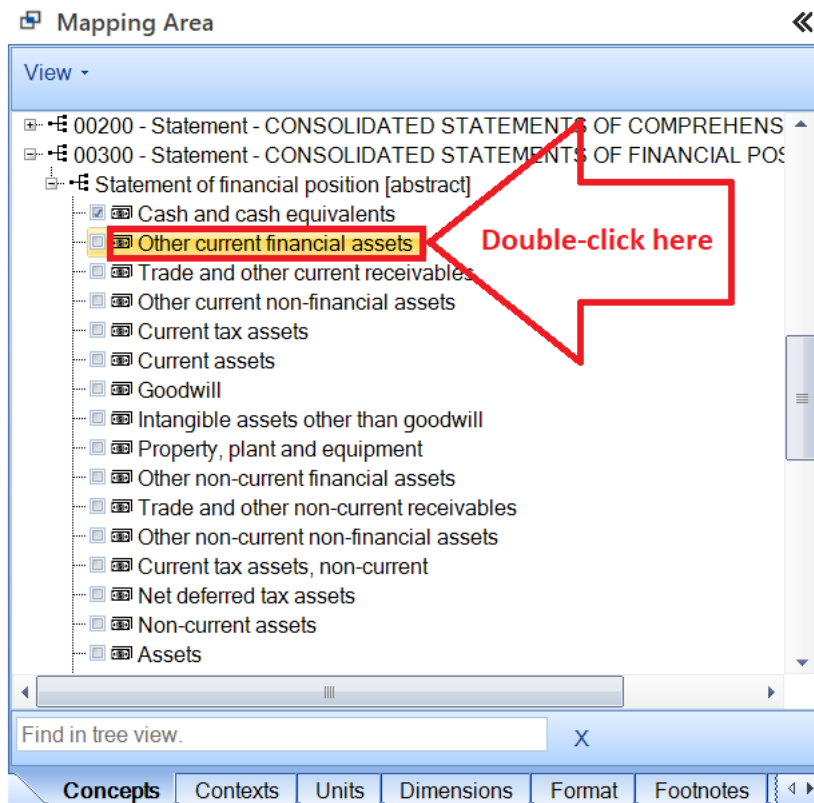 Mapping Area
View
00200 - Statement - CONSOLIDATED STATEMENTS OF COMPREHENS
00300 - Statement - CONSOLIDATED STATEMENTS OF FINANCIAL POS
Statement of financial position [abstract]
Cash and cash equivalents
Other current financial assets
Double-click here
Trade and other current receivables
Other current non-financial assets
Current tax assets
Current assets
Goodwill
Intangible assets other than goodwill
Property, plant and equipment
Other non-current financial assets
Trade and other non-current receivables
Other non-current non-financial assets
Current tax assets, non-current
Net deferred tax assets
Non-current assets
Assets
Find in tree view. X
Concepts Contexts Units Dimensions Format Footnotes